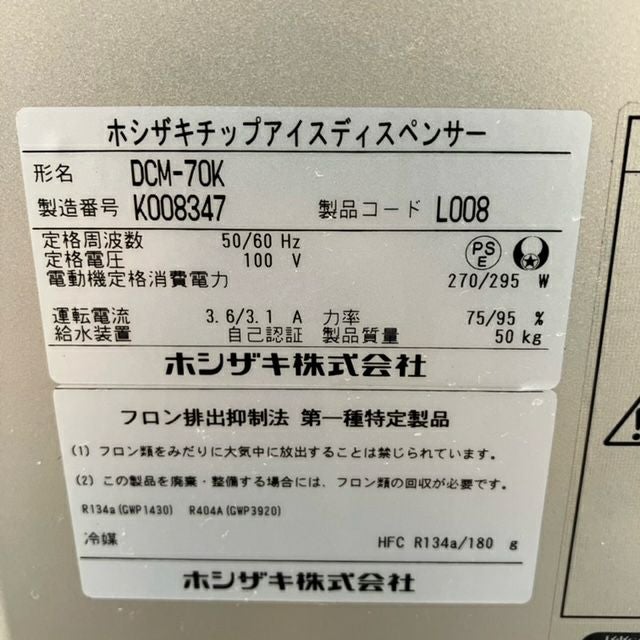 ホシザキチップアイスディスペンサー
形名 DCM-70K
製造番号 K008347 製品コード L008
定格周波数 50/60 Hz
定格電圧 100 V
PSE
電動機定格消費電力 270/295 W
運転電流 3.6/3.1 A 力率 75/95 %
給水装置 自己認証 製品質量 50 kg
ホシザキ株式会社
フロン排出抑制法 第一種特定製品
(1) フロン類をみだりに大気中に放出することは禁じられています。
(2) この製品を廃棄・整備する場合には、フロン類の回収が必要です。
R134a(GWP1430) R404A(GWP3920)
冷媒 HFC R134a/180 g
ホシザキ株式会社